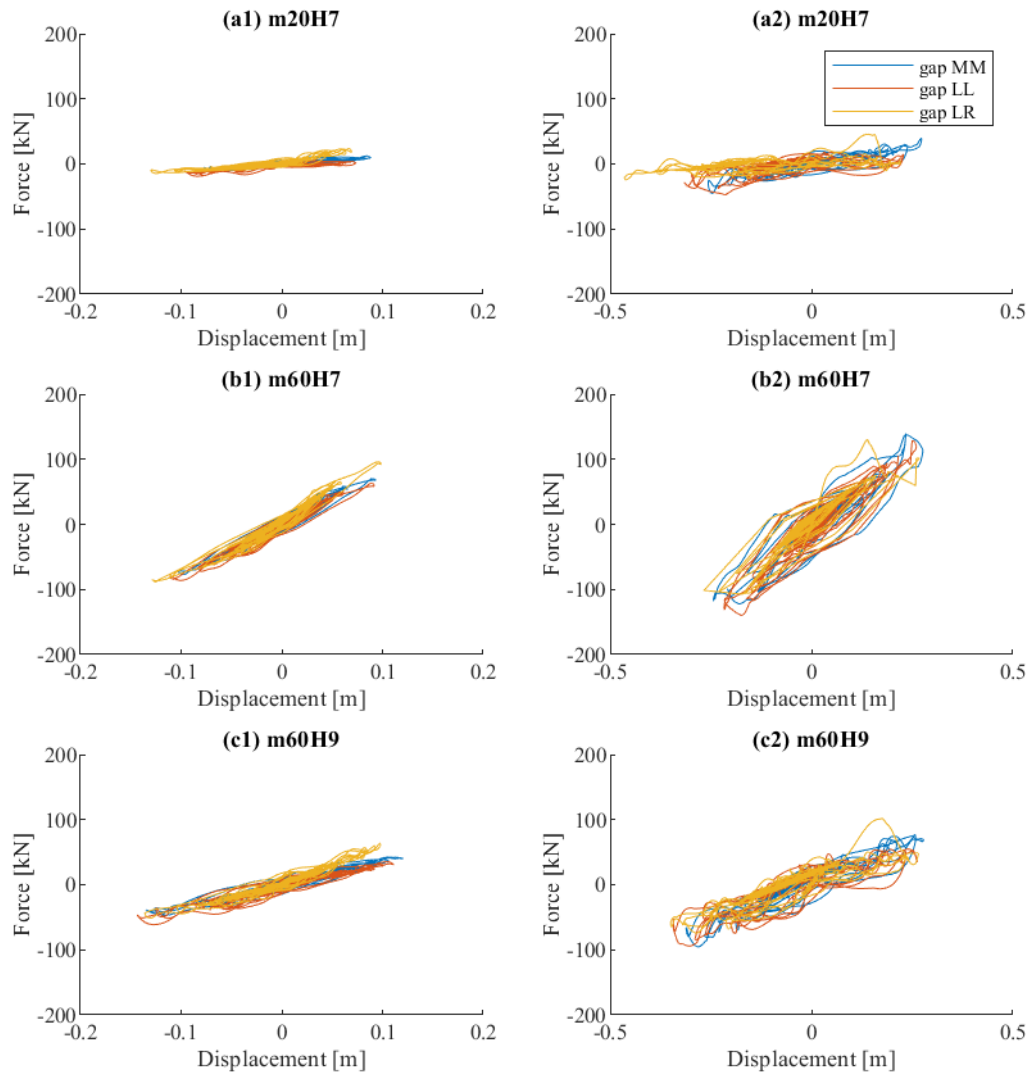 (a1) m20H7
200
100
0
-100
-200
Force [kN]
-0.2
-0.1
0
0.1
0.2
Displacement [m]
(a2) m20H7
gap MM
gap LL
gap LR
200
100
0
-100
-200
Force [kN]
-0.5
0
0.5
Displacement [m]
(b1) m60H7
200
100
0
-100
-200
Force [kN]
-0.2
-0.1
0
0.1
0.2
Displacement [m]
(b2) m60H7
200
100
0
-100
-200
Force [kN]
-0.5
0
0.5
Displacement [m]
(c1) m60H9
200
100
0
-100
-200
Force [kN]
-0.2
-0.1
0
0.1
0.2
Displacement [m]
(c2) m60H9
200
100
0
-100
-200
Force [kN]
-0.5
0
0.5
Displacement [m]